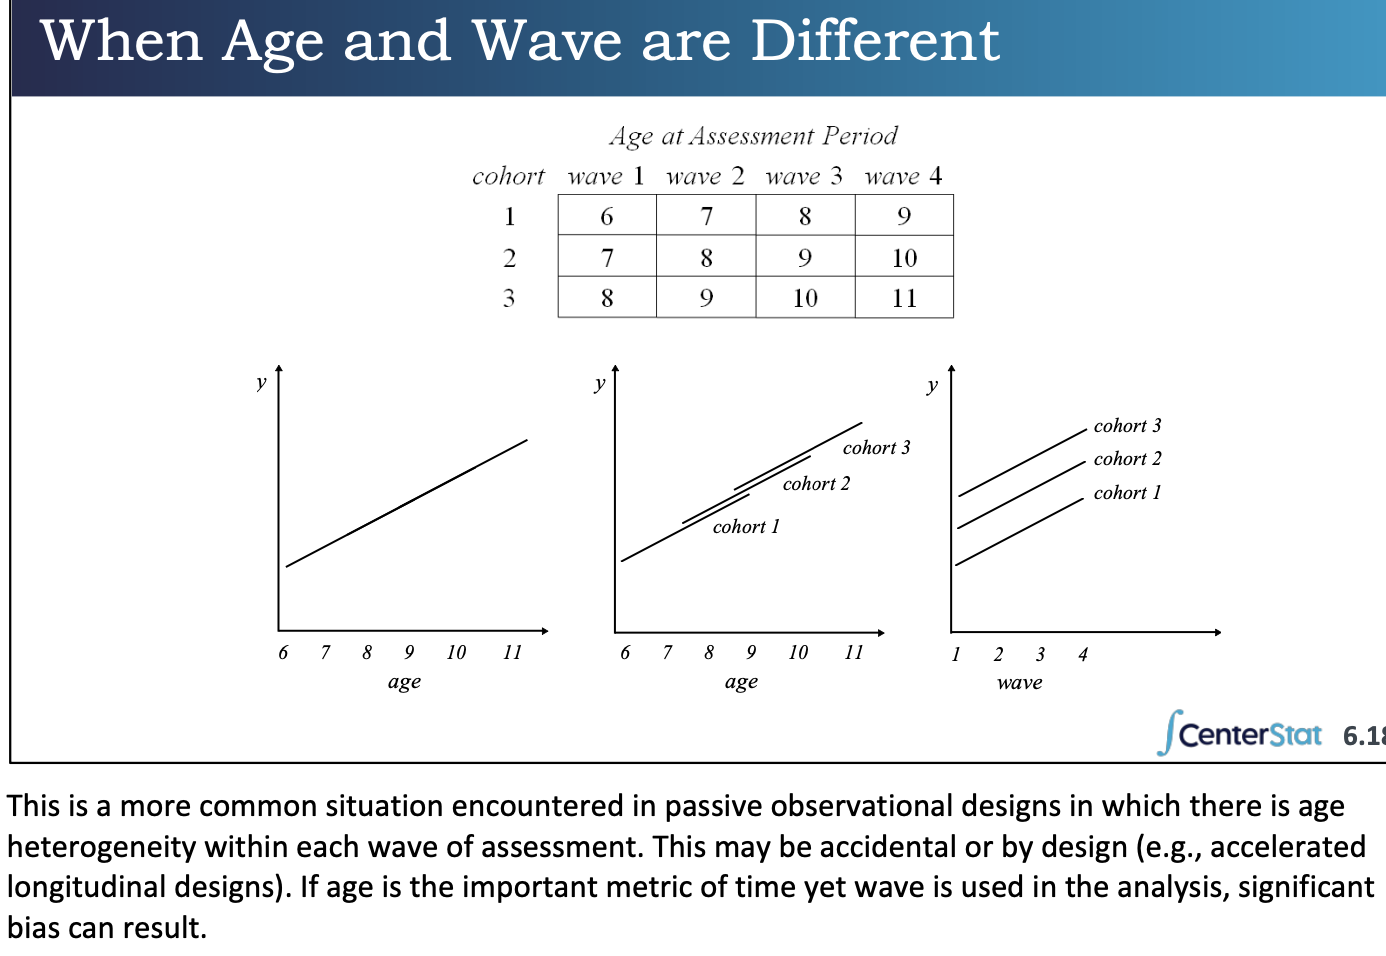 When Age and Wave are Different
Age at Assessment Period
cohort wave 1 wave 2 wave 3 wave 4
1 6 7 8 9
2 7 8 9 10
3 8 9 10 11
y
cohort 3
cohort 2
cohort 1
6 7 8 9 10 11
age
y
cohort 3
cohort 2
cohort 1
6 7 8 9 10 11
age
y
cohort 3
cohort 2
cohort 1
1 2 3 4
wave
CenterStat 6.18
This is a more common situation encountered in passive observational designs in which there is age
heterogeneity within each wave of assessment. This may be accidental or by design (e.g., accelerated
longitudinal designs). If age is the important metric of time yet wave is used in the analysis, significant
bias can result.